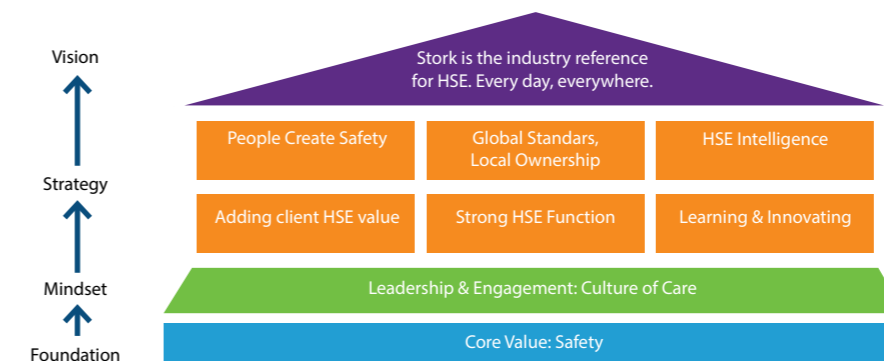 Vision
Stork is the industry reference
for HSE. Every day, everywhere.
People Create Safety
Global Standars,
Local Ownership
HSE Intelligence
Strategy
Adding client HSE value
Strong HSE Function
Learning & Innovating
Mindset
Leadership & Engagement: Culture of Care
Core Value: Safety
Foundation